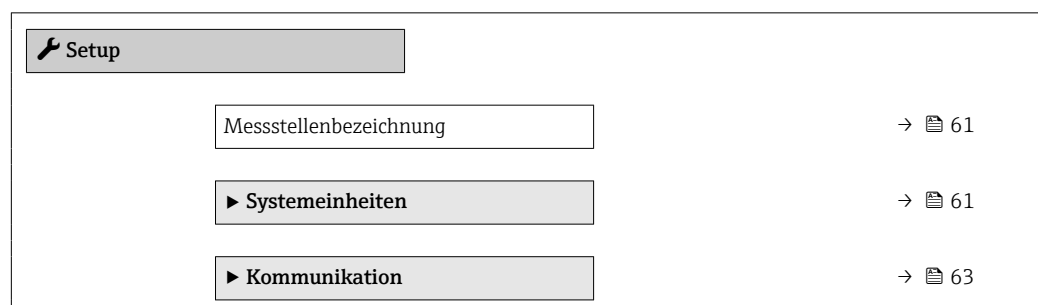 Setup
Messstellenbezeichnung → 61
▶ Systemeinheiten → 61
▶ Kommunikation → 63